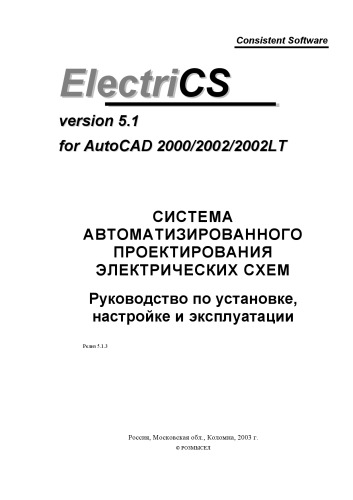 Consistent Software
ElectriCS
version 5.1
for AutoCAD 2000/2002/2002LT
СИСТЕМА
АВТОМАТИЗИРОВАННОГО
ПРОЕКТИРОВАНИЯ
ЭЛЕКТРИЧЕСКИХ СХЕМ
Руководство по установке,
настройке и эксплуатации
Релиз 5.1.3
Россия, Московская обл., Коломна, 2003 г.
© РОЗМЫСЕЛ